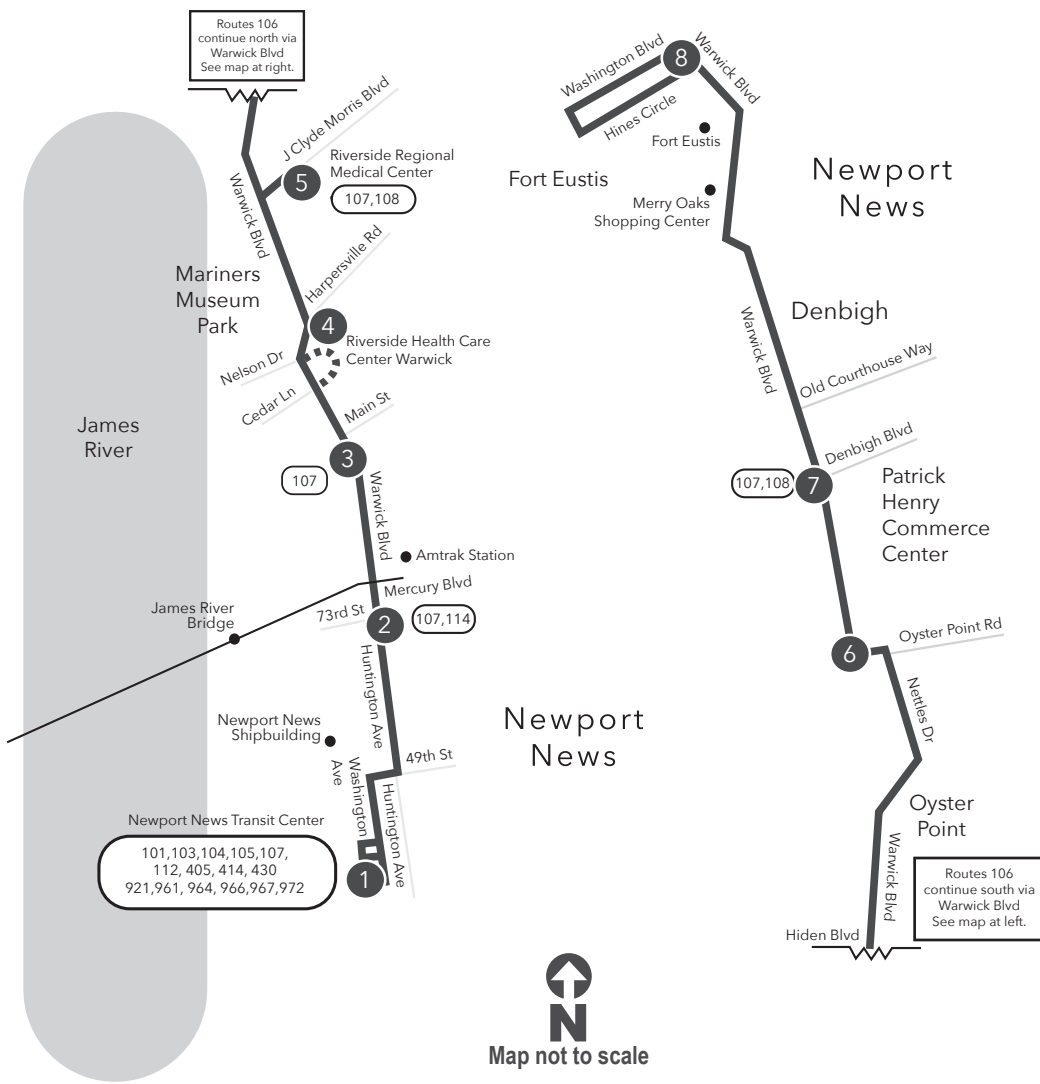 Routes 106
continue north via
Warwick Blvd
See map at right.
J Clyde Morris Blvd
5
Riverside Regional
Medical Center
107,108
Warwick Blvd
Harpersville Rd
Mariners
Museum
Park
4
Riverside Health Care
Center Warwick
Nelson Dr
Cedar Ln
Main St
James
River
3
107
Warwick Blvd
Amtrak Station
Mercury Blvd
James River
Bridge
73rd St
2
107,114
Huntington Ave
Newport News
Shipbuilding
49th St
Washington Ave
Huntington Ave
Newport News Transit Center
101,103,104,105,107,
112, 405, 414, 430
921,961, 964, 966,967,972
1
Newport
News
Washington Blvd
8
Warwick Blvd
Hines Circle
Fort Eustis
Fort Eustis
Merry Oaks
Shopping Center
Newport
News
Denbigh
Warwick Blvd
Old Courthouse Way
Denbigh Blvd
107,108
7
Patrick
Henry
Commerce
Center
6
Oyster Point Rd
Nettles Dr
Oyster
Point
Warwick Blvd
Routes 106
continue south via
Warwick Blvd
See map at left.
Hiden Blvd
N
Map not to scale